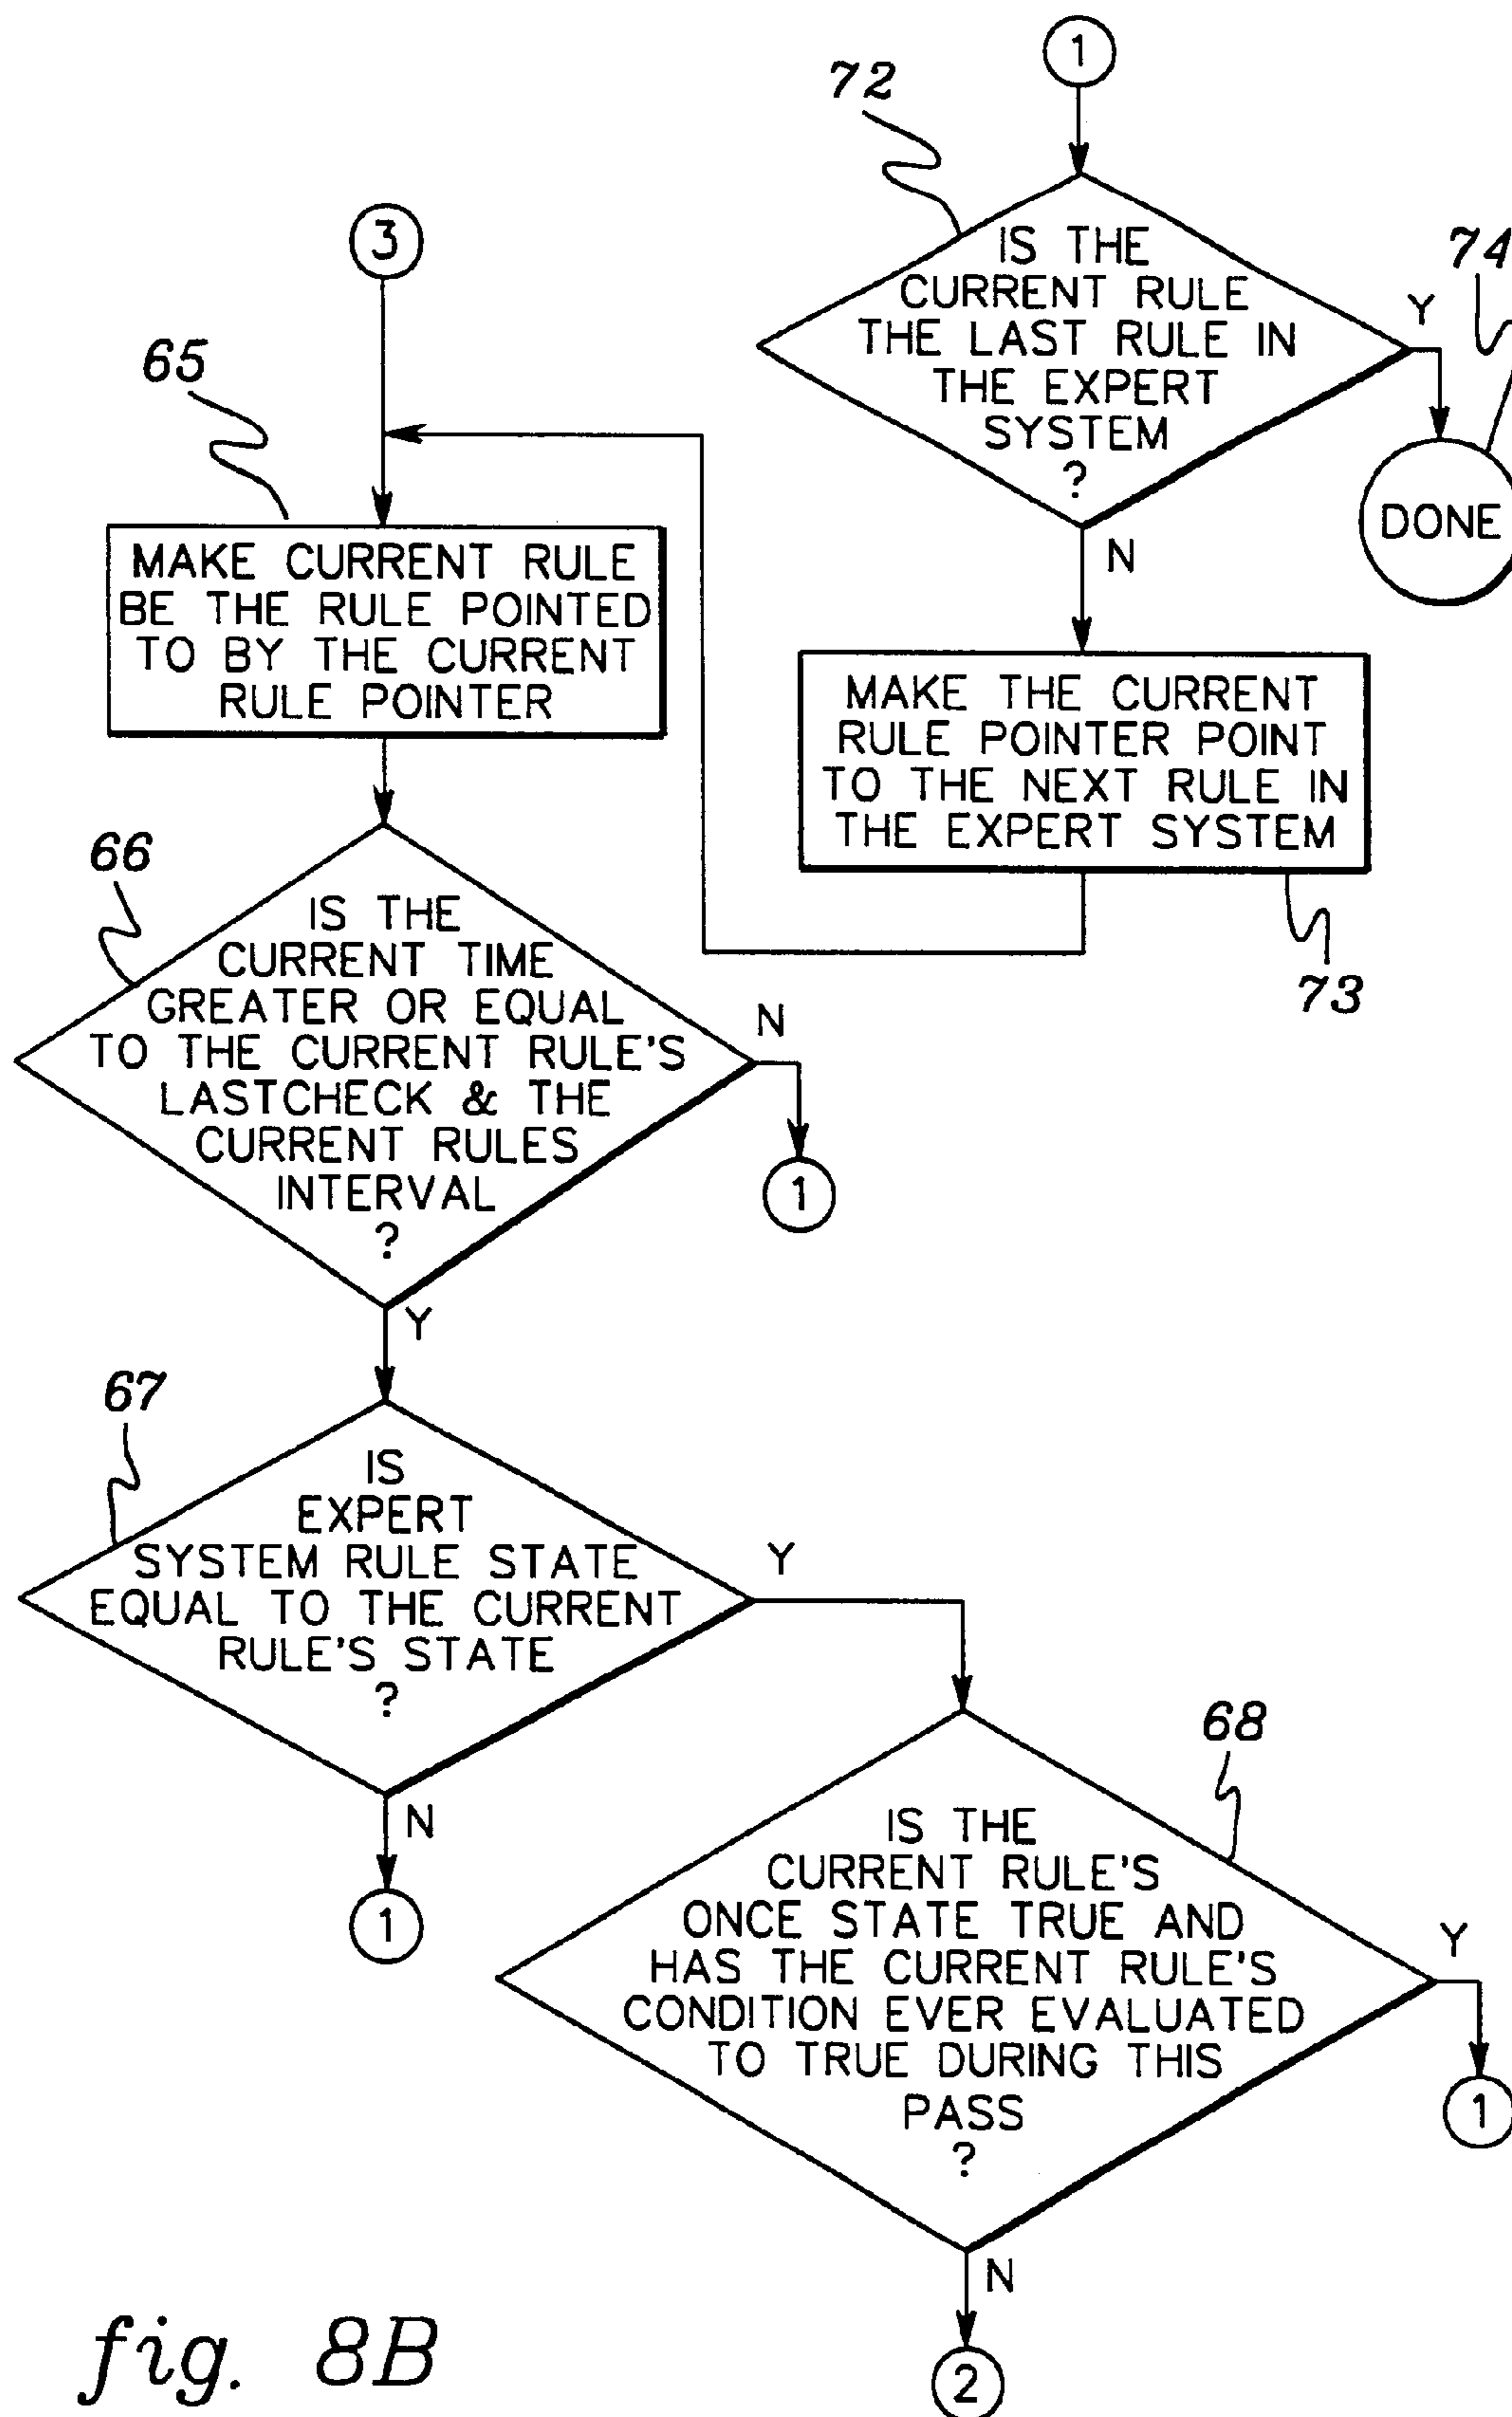 1
72
IS THE
CURRENT RULE
THE LAST RULE IN
THE EXPERT
SYSTEM
?
Y
74
DONE
N
MAKE THE CURRENT
RULE POINTER POINT
TO THE NEXT RULE IN
THE EXPERT SYSTEM
73
3
65
MAKE CURRENT RULE
BE THE RULE POINTED
TO BY THE CURRENT
RULE POINTER
66
IS THE
CURRENT TIME
GREATER OR EQUAL
TO THE CURRENT RULE'S
LASTCHECK & THE
CURRENT RULES
INTERVAL
?
N
1
Y
67
IS
EXPERT
SYSTEM RULE STATE
EQUAL TO THE CURRENT
RULE'S STATE
?
Y
N
1
68
IS THE
CURRENT RULE'S
ONCE STATE TRUE AND
HAS THE CURRENT RULE'S
CONDITION EVER EVALUATED
TO TRUE DURING THIS
PASS
?
Y
1
N
2
fig. 8B